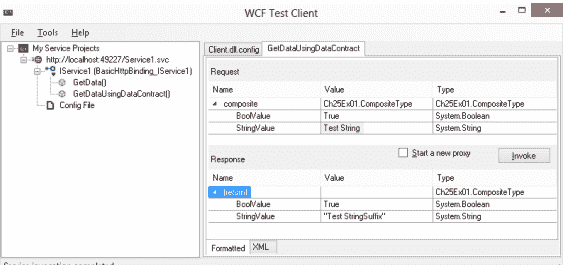 WCF Test Client
File Tools Help
My Service Projects
http://localhost:49227/Service1.svc
IService1 (BasicHttpBinding_IService1)
GetData()
GetDataUsingDataContract()
Config File
Client.dll.config GetDataUsingDataContract
Request
Name Value Type
composite Ch25Ex01.CompositeType Ch25Ex01.CompositeType
BoolValue True System.Boolean
StringValue Test String System.String
Response
Start a new proxy Invoke
Name Value Type
(return) Ch25Ex01.CompositeType
BoolValue True System.Boolean
StringValue "Test StringSuffix" System.String
Formatted XML